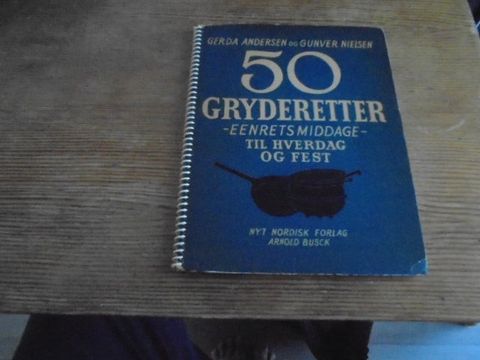 GERDA ANDERSEN OG GUNVER NIELSEN
50
GRYDERETTER
-EENRETSMIDDAGE-
TIL HVERDAG
OG FEST
NYT NORDISK FORLAG
ARNOLD BUSCK